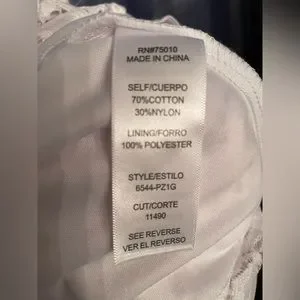 RN#75010
MADE IN CHINA
SELF/CUERPO
70%COTTON
30%NYLON
LINING/FORRO
100% POLYESTER
STYLE/ESTILO
6544-PZ1G
CUT/CORTE
11490
SEE REVERSE
VER EL REVERSO